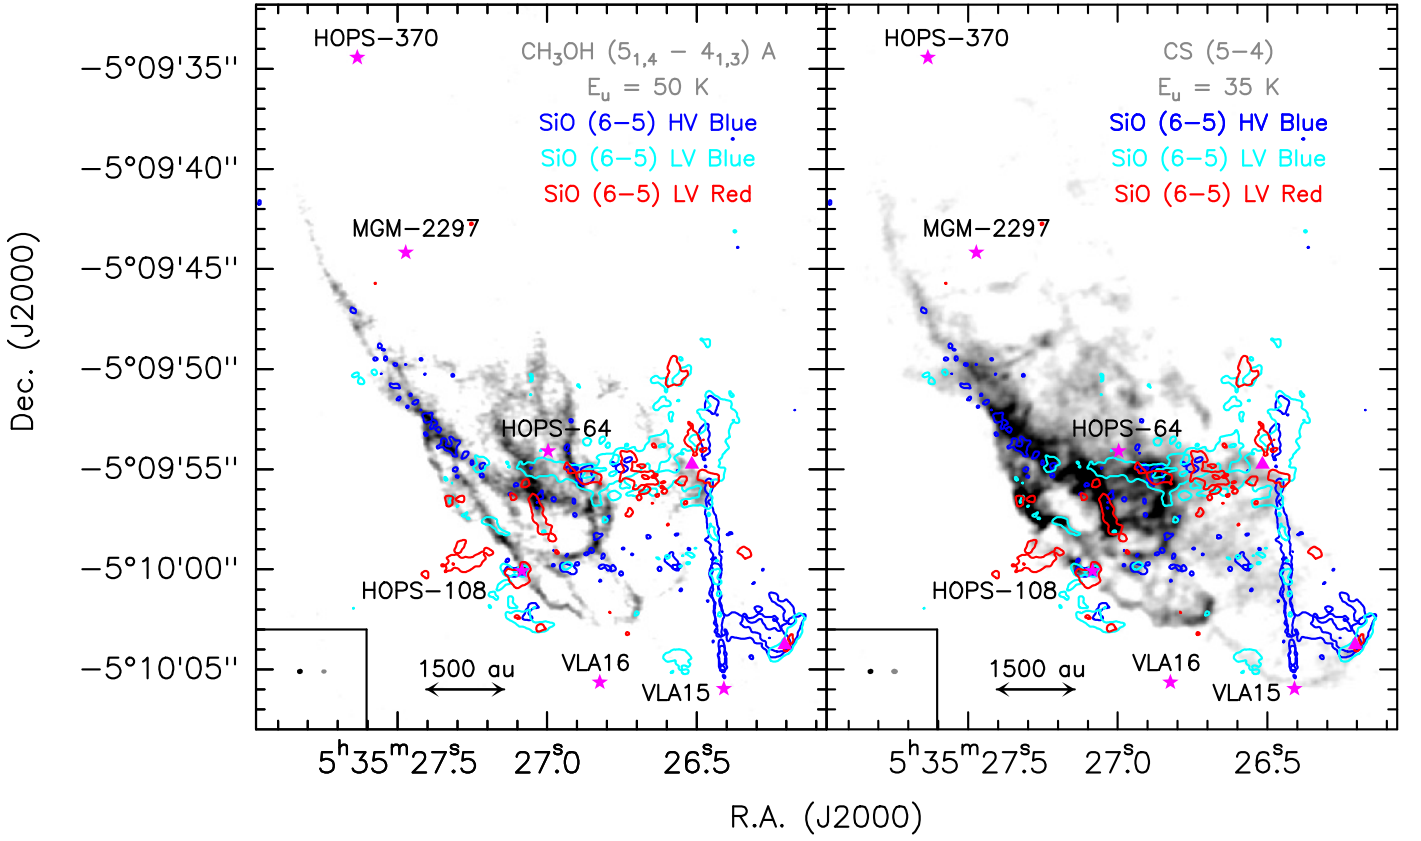 Dec. (J2000)
−5°09'35"
−5°09'40"
−5°09'45"
−5°09'50"
−5°09'55"
−5°10'00"
−5°10'05"
HOPS−370
CH₃OH (5₁,₄ − 4₁,₃) A
Eᵤ = 50 K
SiO (6−5) HV Blue
SiO (6−5) LV Blue
SiO (6−5) LV Red
MGM−2297
HOPS−64
HOPS−108
1500 au
VLA16
VLA15
5ʰ35ᵐ27ˢ.5
27ˢ.0
26ˢ.5
HOPS−370
CS (5−4)
Eᵤ = 35 K
SiO (6−5) HV Blue
SiO (6−5) LV Blue
SiO (6−5) LV Red
MGM−2297
HOPS−64
HOPS−108
1500 au
VLA16
VLA15
5ʰ35ᵐ27ˢ.5
27ˢ.0
26ˢ.5
R.A. (J2000)